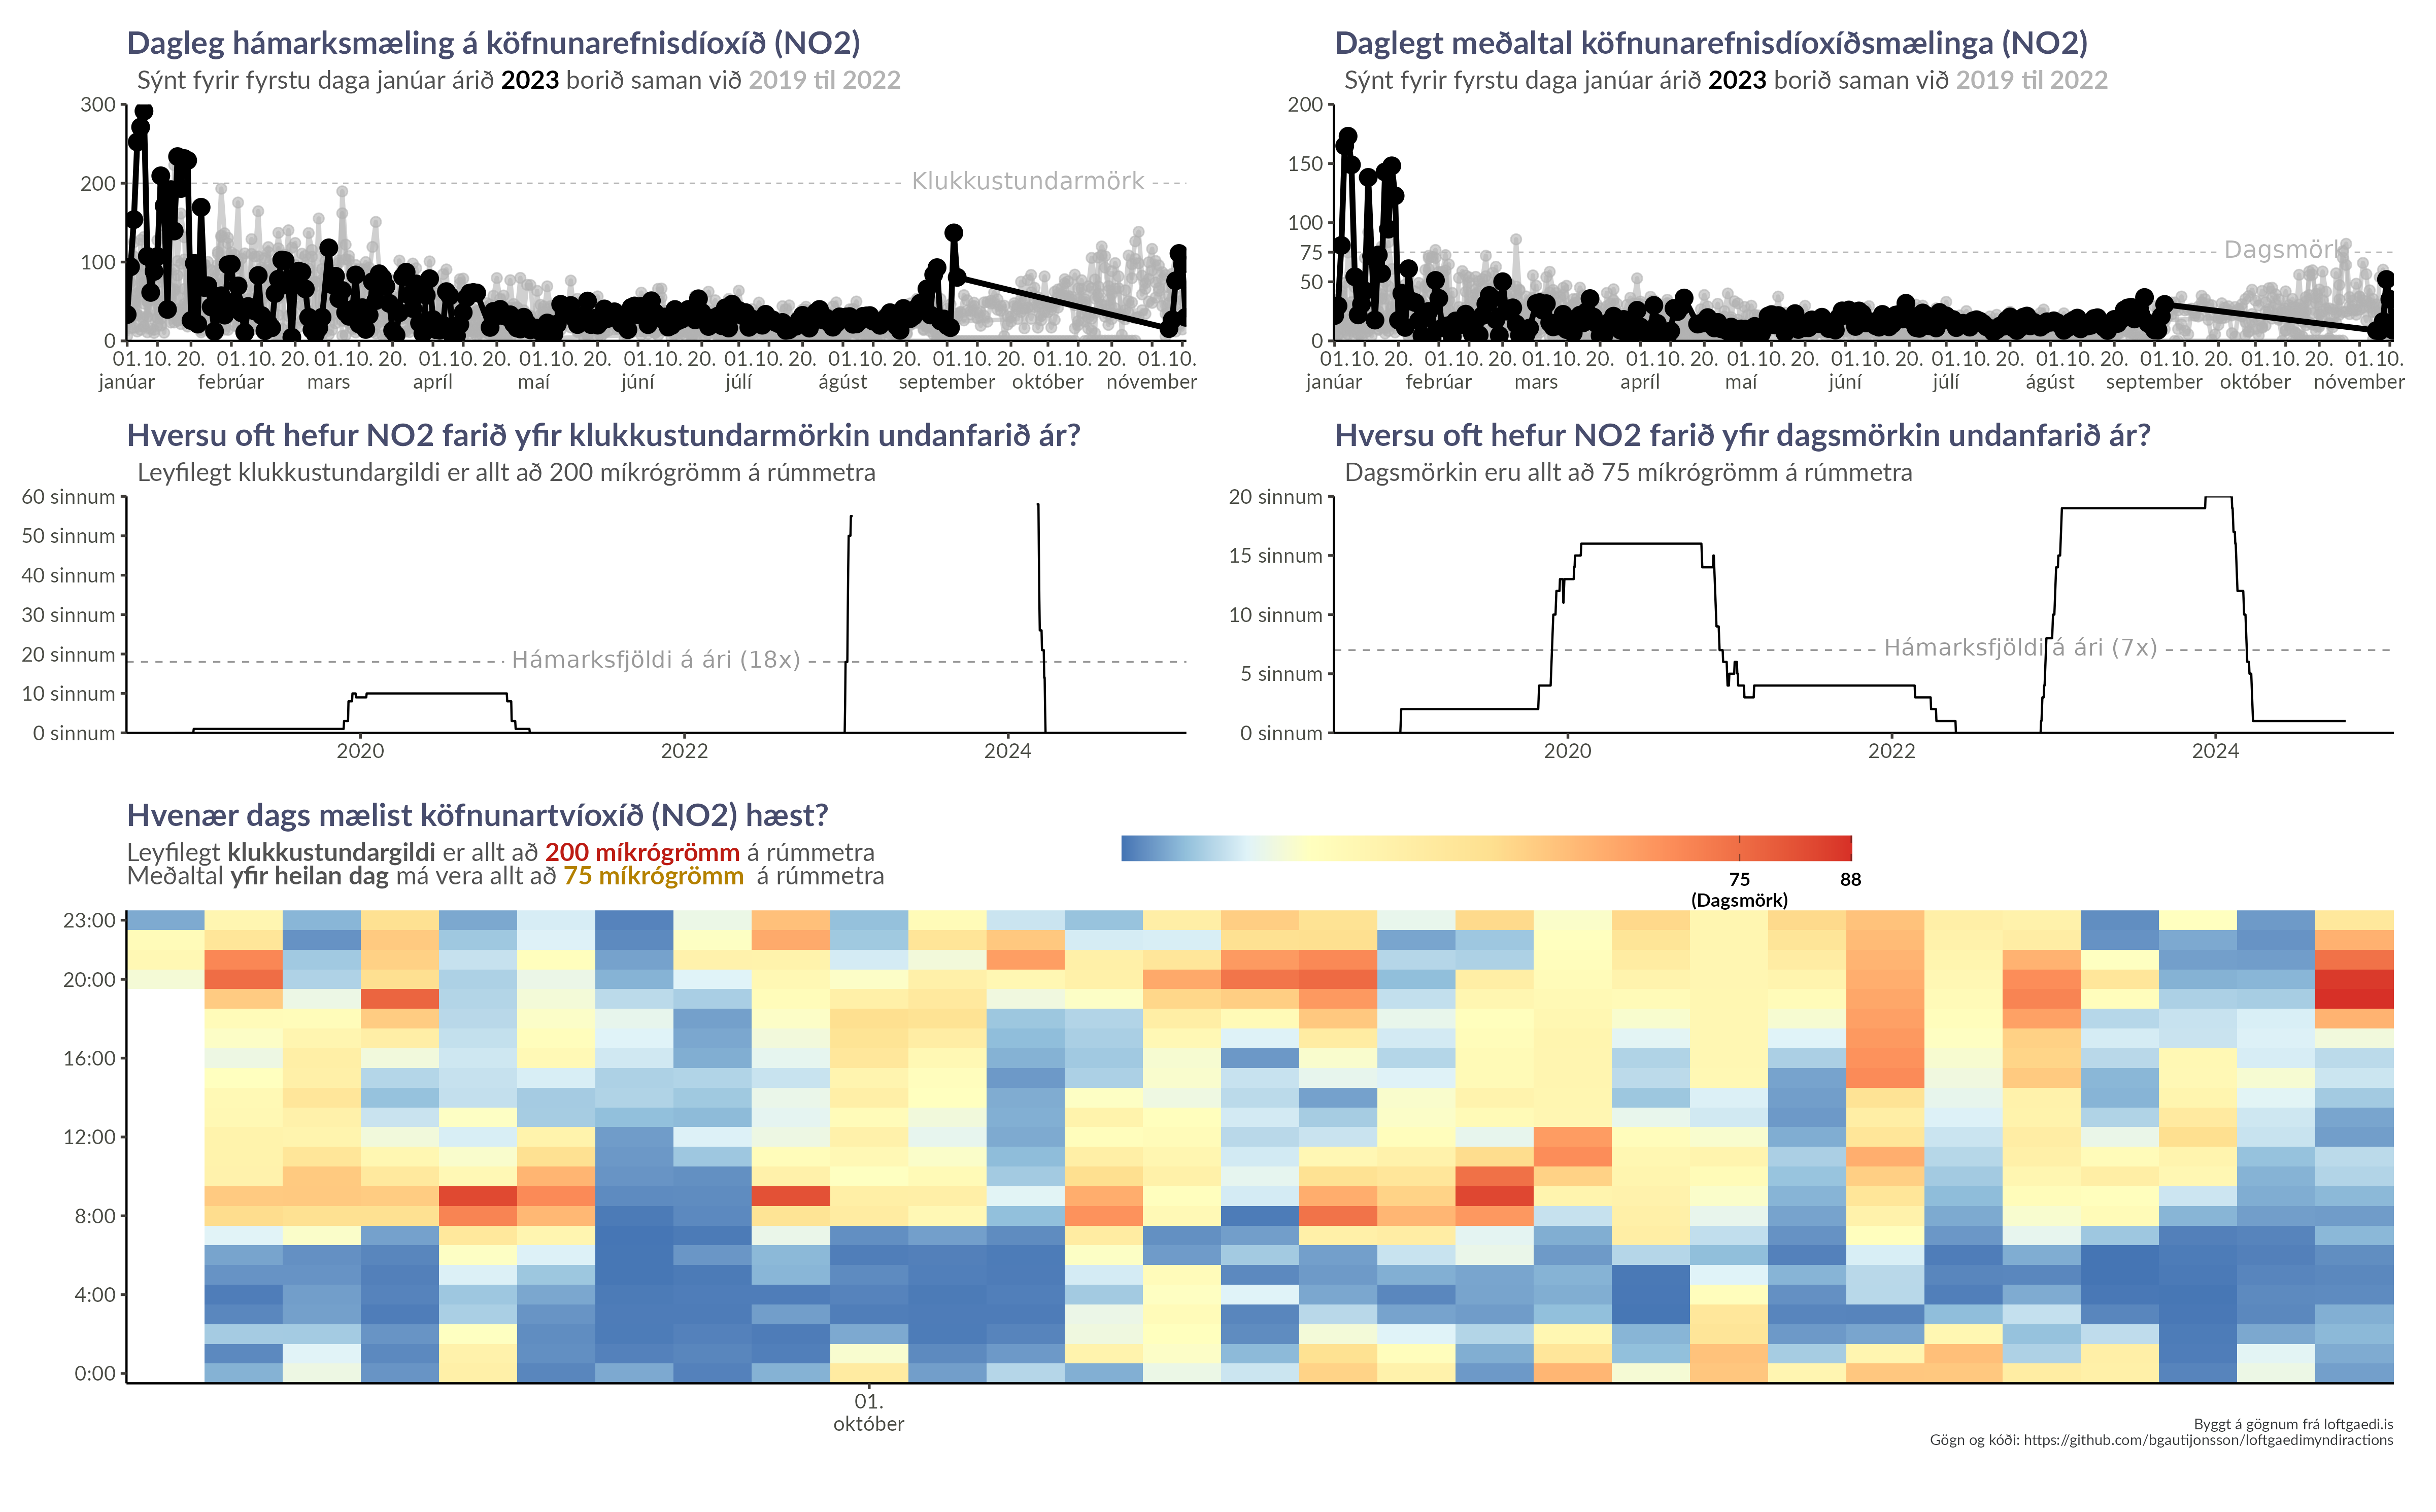 Dagleg hámarksmæling á köfnunarefnisdíoxíð (NO2)
Sýnt fyrir fyrstu daga janúar árið 2023 borið saman við 2019 til 2022
300
200
100
0
Klukkustundarmörk
01. 10. 20. 01. 10. 20. 01. 10. 20. 01. 10. 20. 01. 10. 20. 01. 10. 20. 01. 10. 20. 01. 10. 20. 01. 10. 20. 01. 10. 20. 01. 10.
janúar febrúar mars apríl maí júní júlí ágúst september október nóvember
Daglegt meðaltal köfnunarefnisdíoxíðsmælinga (NO2)
Sýnt fyrir fyrstu daga janúar árið 2023 borið saman við 2019 til 2022
200
150
100
75
50
0
Dagsmörk
01. 10. 20. 01. 10. 20. 01. 10. 20. 01. 10. 20. 01. 10. 20. 01. 10. 20. 01. 10. 20. 01. 10. 20. 01. 10. 20. 01. 10. 20. 01. 10.
janúar febrúar mars apríl maí júní júlí ágúst september október nóvember
Hversu oft hefur NO2 farið yfir klukkustundarmörkin undanfarið ár?
Leyfilegt klukkustundargildi er allt að 200 míkrógrömm á rúmmetra
60 sinnum
50 sinnum
40 sinnum
30 sinnum
20 sinnum
10 sinnum
0 sinnum
Hámarksfjöldi á ári (18x)
2020 2022 2024
Hversu oft hefur NO2 farið yfir dagsmörkin undanfarið ár?
Dagsmörkin eru allt að 75 míkrógrömm á rúmmetra
20 sinnum
15 sinnum
10 sinnum
5 sinnum
0 sinnum
Hámarksfjöldi á ári (7x)
2020 2022 2024
Hvenær dags mælist köfnunartvíoxíð (NO2) hæst?
Leyfilegt klukkustundargildi er allt að 200 míkrógrömm á rúmmetra
Meðaltal yfir heilan dag má vera allt að 75 míkrógrömm á rúmmetra
75 88
(Dagsmörk)
23:00
20:00
16:00
12:00
8:00
4:00
0:00
01.
október
Byggt á gögnum frá loftgaedi.is
Gögn og kóði: https://github.com/bgautijonsson/loftgaedimyndiractions